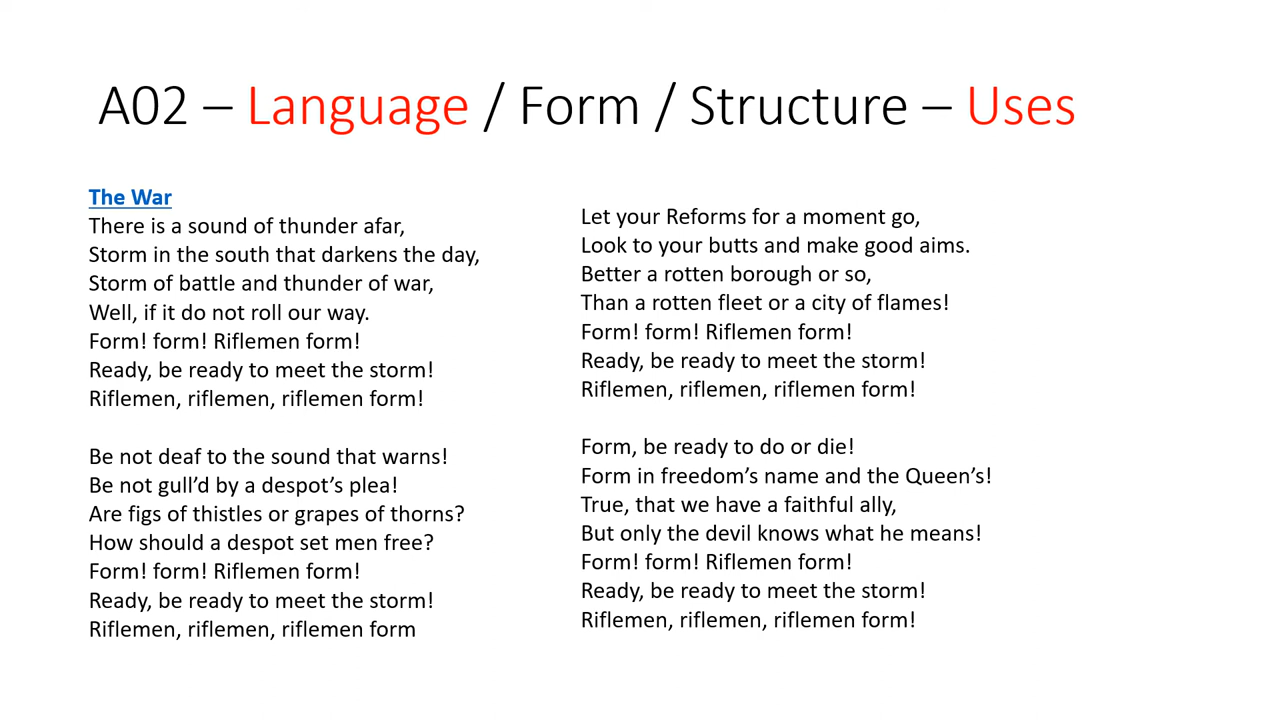 A02 – Language / Form / Structure – Uses
The War
There is a sound of thunder afar,
Storm in the south that darkens the day,
Storm of battle and thunder of war,
Well, if it do not roll our way.
Form! form! Riflemen form!
Ready, be ready to meet the storm!
Riflemen, riflemen, riflemen form!
Be not deaf to the sound that warns!
Be not gull’d by a despot’s plea!
Are figs of thistles or grapes of thorns?
How should a despot set men free?
Form! form! Riflemen form!
Ready, be ready to meet the storm!
Riflemen, riflemen, riflemen form
Let your Reforms for a moment go,
Look to your butts and make good aims.
Better a rotten borough or so,
Than a rotten fleet or a city of flames!
Form! form! Riflemen form!
Ready, be ready to meet the storm!
Riflemen, riflemen, riflemen form!
Form, be ready to do or die!
Form in freedom’s name and the Queen’s!
True, that we have a faithful ally,
But only the devil knows what he means!
Form! form! Riflemen form!
Ready, be ready to meet the storm!
Riflemen, riflemen, riflemen form!